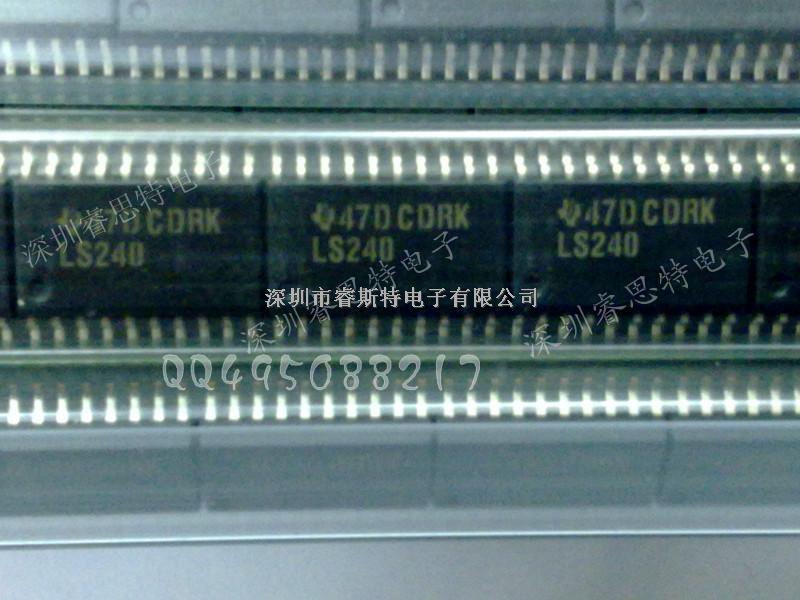 47D CDRK
LS240
47D CDRK
LS240
47D CDRK
LS240
深圳睿思特电子
深圳市睿斯特电子有限公司
深圳睿思特电子
深圳睿思特电子
QQ495088217